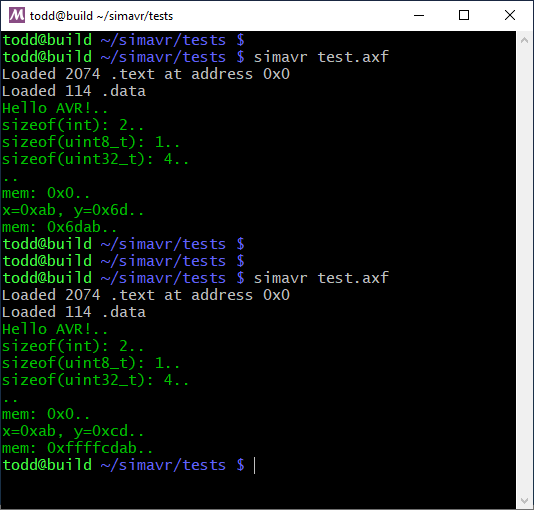 M todd@build ~/simavr/tests
todd@build ~/simavr/tests $
todd@build ~/simavr/tests $ simavr test.axf
Loaded 2074 .text at address 0x0
Loaded 114 .data
Hello AVR!..
sizeof(int): 2..
sizeof(uint8_t): 1..
sizeof(uint32_t): 4..
..
mem: 0x0..
x=0xab, y=0x6d..
mem: 0x6dab..
todd@build ~/simavr/tests $
todd@build ~/simavr/tests $
todd@build ~/simavr/tests $ simavr test.axf
Loaded 2074 .text at address 0x0
Loaded 114 .data
Hello AVR!..
sizeof(int): 2..
sizeof(uint8_t): 1..
sizeof(uint32_t): 4..
..
mem: 0x0..
x=0xab, y=0xcd..
mem: 0xffffcdab..
todd@build ~/simavr/tests $